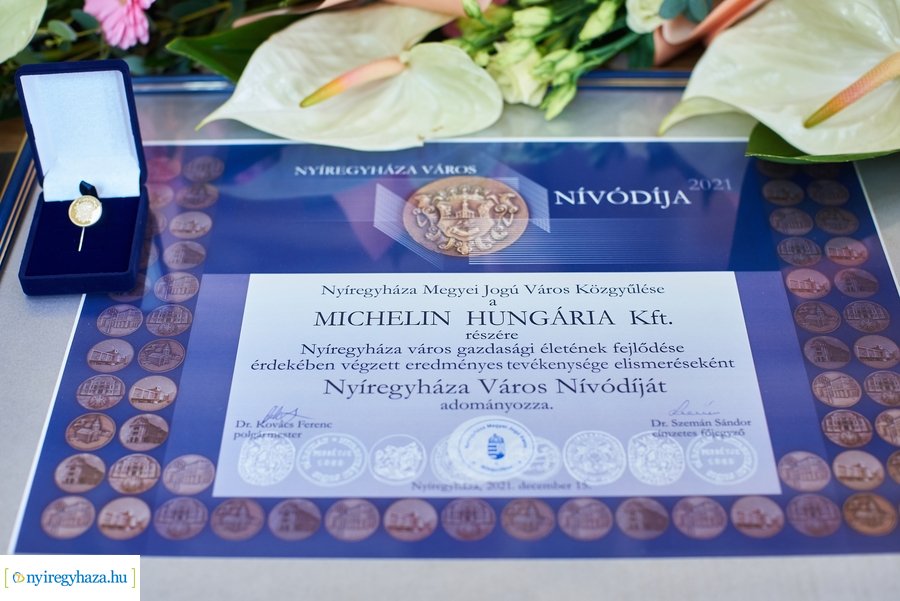 NYÍREGYHÁZA VÁROS
NÍVÓDÍJA 2021
Nyíregyháza Megyei Jogú Város Közgyűlése
a
MICHELIN HUNGÁRIA Kft.
részére
Nyíregyháza város gazdasági életének fejlődése
érdekében végzett eredményes tevékenysége elismeréseként
Nyíregyháza Város Nívódíját
adományozza.
Dr. Kovács Ferenc
polgármester
Dr. Szemán Sándor
címzetes főjegyző
Nyíregyháza, 2021. december
[ nyiregyhaza.hu ]